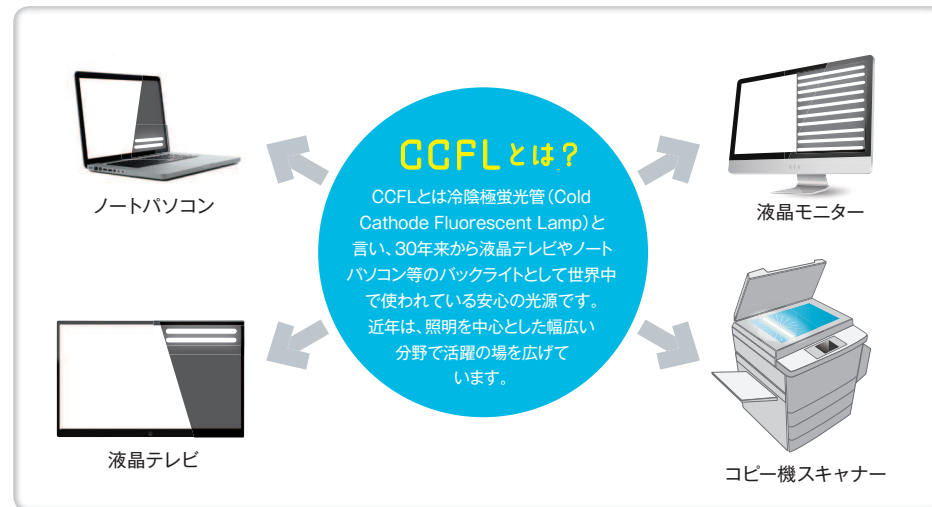 CCFLとは？
CCFLとは冷陰極蛍光管（Cold
Cathode Fluorescent Lamp）と
言い、30年来から液晶テレビやノート
パソコン等のバックライトとして世界中
で使われている安心の光源です。
近年は、照明を中心とした幅広い
分野で活躍の場を広げて
います。
ノートパソコン
液晶モニター
液晶テレビ
コピー機スキャナー